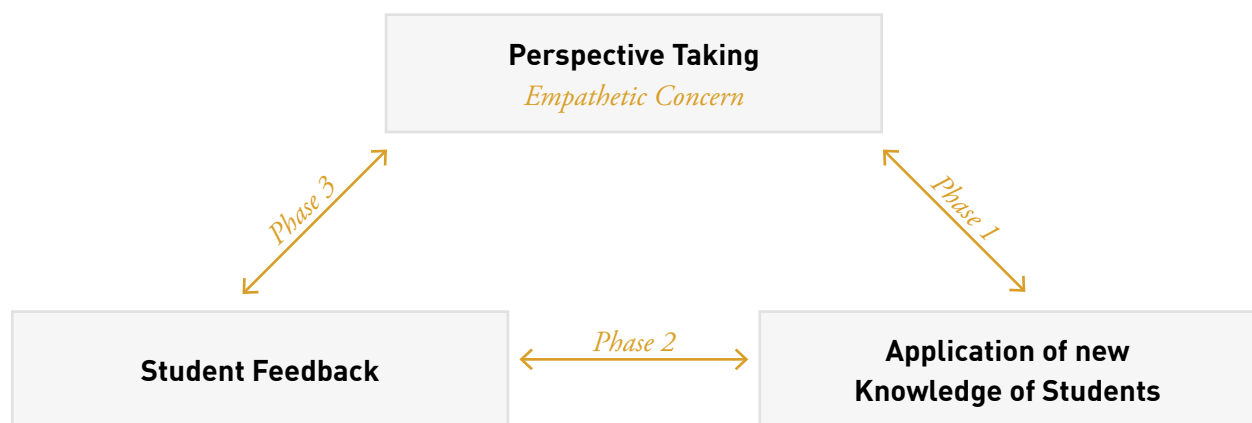 Perspective Taking
Empathetic Concern
Phase 3
Phase 1
Phase 2
Student Feedback
Application of new
Knowledge of Students